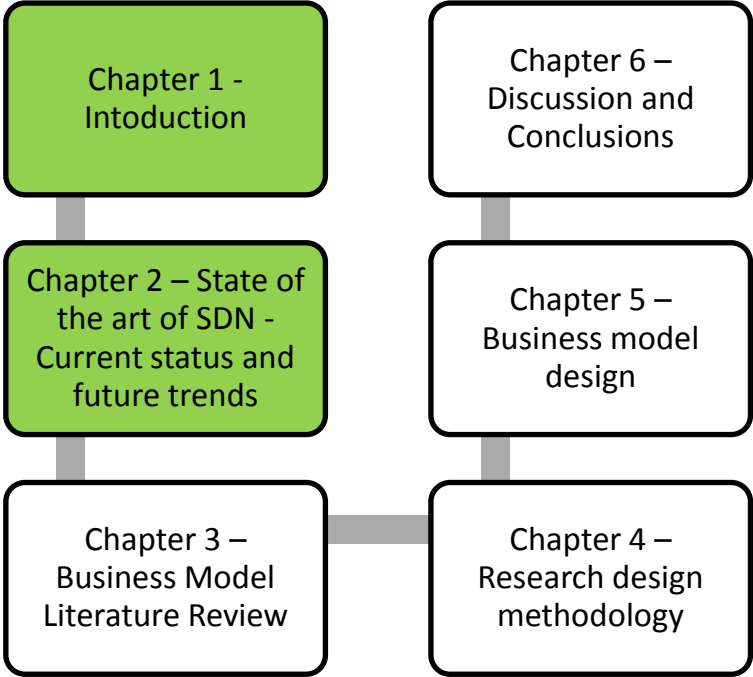 Chapter 1 -
Intoduction
Chapter 2 – State of
the art of SDN -
Current status and
future trends
Chapter 3 –
Business Model
Literature Review
Chapter 4 –
Research design
methodology
Chapter 5 –
Business model
design
Chapter 6 –
Discussion and
Conclusions